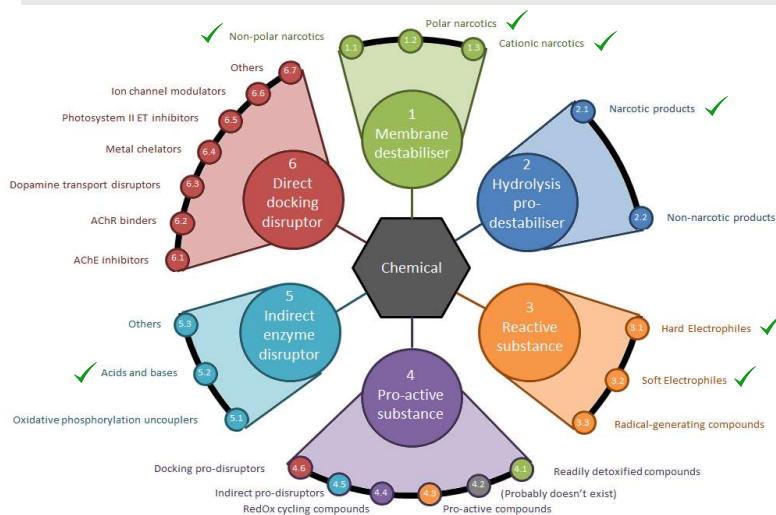 Polar narcotics
Non-polar narcotics
1.1
1.2
1.3
Cationic narcotics
1
Membrane
destabiliser
Narcotic products
2.1
2
Hydrolysis
pro-
destabiliser
2.2
Non-narcotic products
3
Reactive
substance
3.1
Hard Electrophiles
3.2
Soft Electrophiles
3.3
Radical-generating compounds
4
Pro-active
substance
4.1
Readily detoxified compounds
4.2
(Probably doesn't exist)
4.3
Pro-active compounds
4.4
RedOx cycling compounds
4.5
Indirect pro-disruptors
4.6
Docking pro-disruptors
5
Indirect
enzyme
disruptor
5.1
Oxidative phosphorylation uncouplers
5.2
Acids and bases
5.3
Others
6
Direct
docking
disruptor
6.1
AChE inhibitors
6.2
AChR binders
6.3
Dopamine transport disruptors
6.4
Metal chelators
6.5
Photosystem II ET inhibitors
6.6
Ion channel modulators
6.7
Others
Chemical